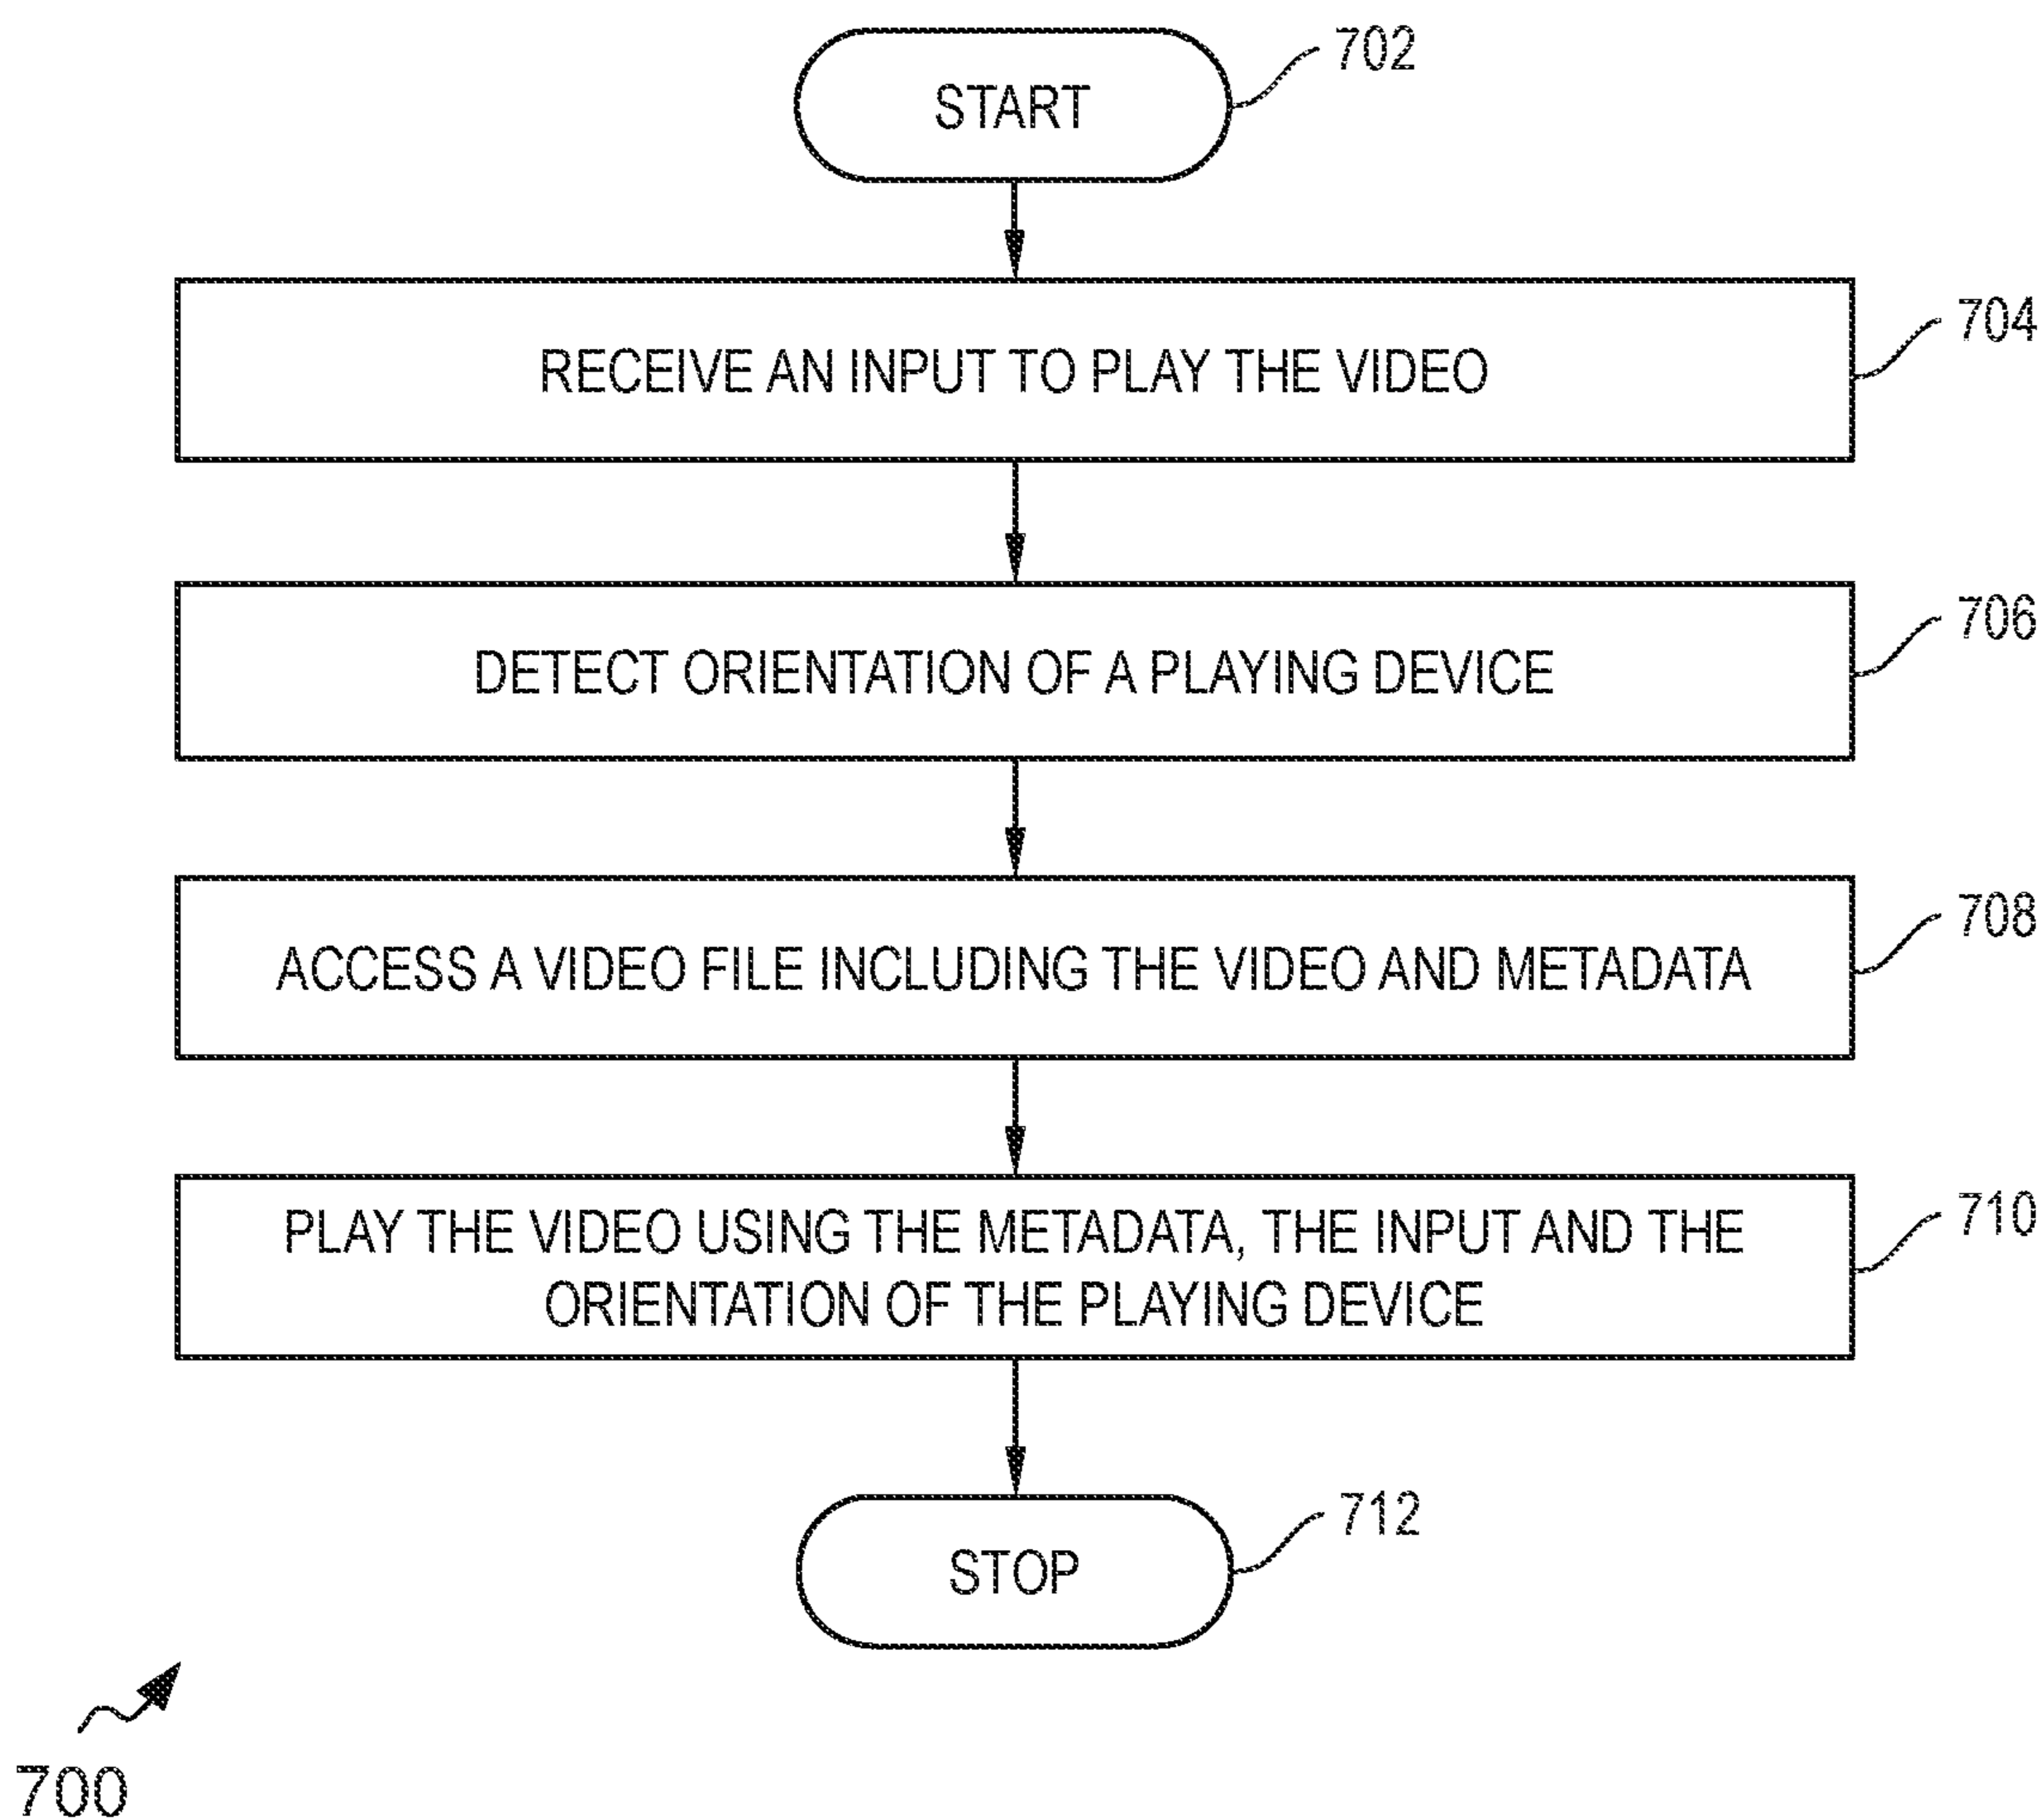 START
702
RECEIVE AN INPUT TO PLAY THE VIDEO
704
DETECT ORIENTATION OF A PLAYING DEVICE
706
ACCESS A VIDEO FILE INCLUDING THE VIDEO AND METADATA
708
PLAY THE VIDEO USING THE METADATA, THE INPUT AND THE
ORIENTATION OF THE PLAYING DEVICE
710
STOP
712
700